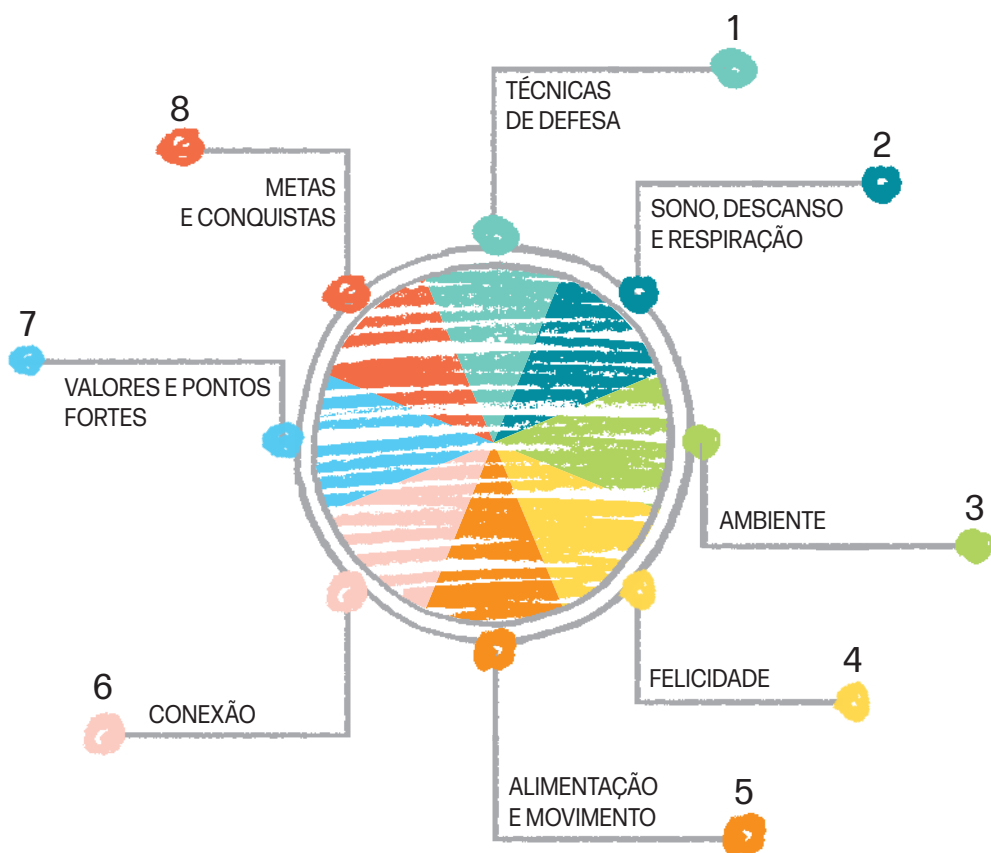 1
TÉCNICAS
DE DEFESA
2
SONO, DESCANSO
E RESPIRAÇÃO
3
AMBIENTE
4
FELICIDADE
5
ALIMENTAÇÃO
E MOVIMENTO
6
CONEXÃO
7
VALORES E PONTOS
FORTES
8
METAS
E CONQUISTAS